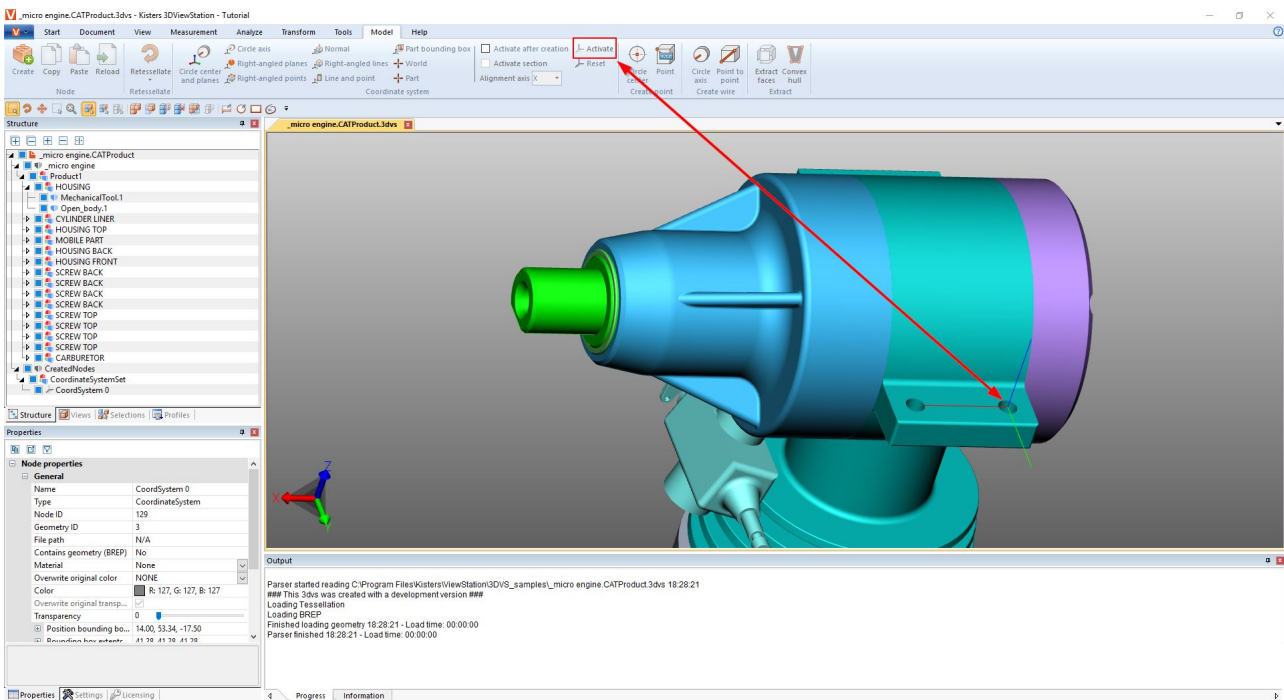 _micro engine.CATProduct.3dvs - Kisters 3DViewStation - Tutorial
Start Document View Measurement Analyze Transform Tools Model Help
Create Copy Paste Reload
Node
Retessellate
Retessellate
Circle center and planes
Circle axis
Right-angled planes
Right-angled points
Normal
Right-angled lines
Line and point
Part bounding box
World
Part
Activate after creation
Activate section
Alignment axis X
Activate
Reset
Coordinate system
Circle center
Point
Create point
Circle axis
Point to point
Create wire
Extract faces
Convex hull
Extract
Structure
_micro engine.CATProduct.3dvs
_micro engine.CATProduct
_micro engine
Product1
HOUSING
MechanicalTool.1
Open_body.1
CYLINDER LINER
HOUSING TOP
MOBILE PART
HOUSING BACK
HOUSING FRONT
SCREW BACK
SCREW BACK
SCREW BACK
SCREW BACK
SCREW TOP
SCREW TOP
SCREW TOP
SCREW TOP
CARBURETOR
CreatedNodes
CoordinateSystemSet
CoordSystem 0
Structure Views Selections Profiles
Properties
Node properties
General
Name CoordSystem 0
Type CoordinateSystem
Node ID 129
Geometry ID 3
File path N/A
Contains geometry (BREP) No
Material None
Overwrite original color NONE
Color R: 127, G: 127, B: 127
Overwrite original transp...
Transparency 0
Position bounding bo... 14.00, 53.34, -17.50
Bounding box extents 41.28, 41.28, 41.28
Properties Settings Licensing
Z
X
Output
Parser started reading C:\Program Files\Kisters\ViewStation\3DVS_samples\_micro engine.CATProduct.3dvs 18:28:21
### This 3dvs was created with a development version ###
Loading Tessellation
Loading BREP
Finished loading geometry 18:28:21 - Load time: 00:00:00
Parser finished 18:28:21 - Load time: 00:00:00
Progress Information